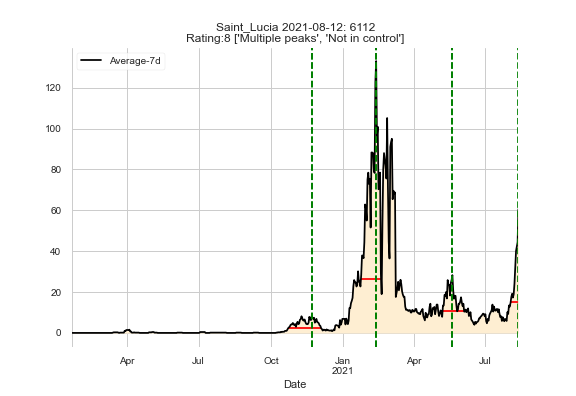 Saint_Lucia 2021-08-12: 6112
Rating:8 ['Multiple peaks', 'Not in control']
Average-7d
120
100
80
60
40
20
0
Apr Jul Oct Jan Apr Jul
2021
Date